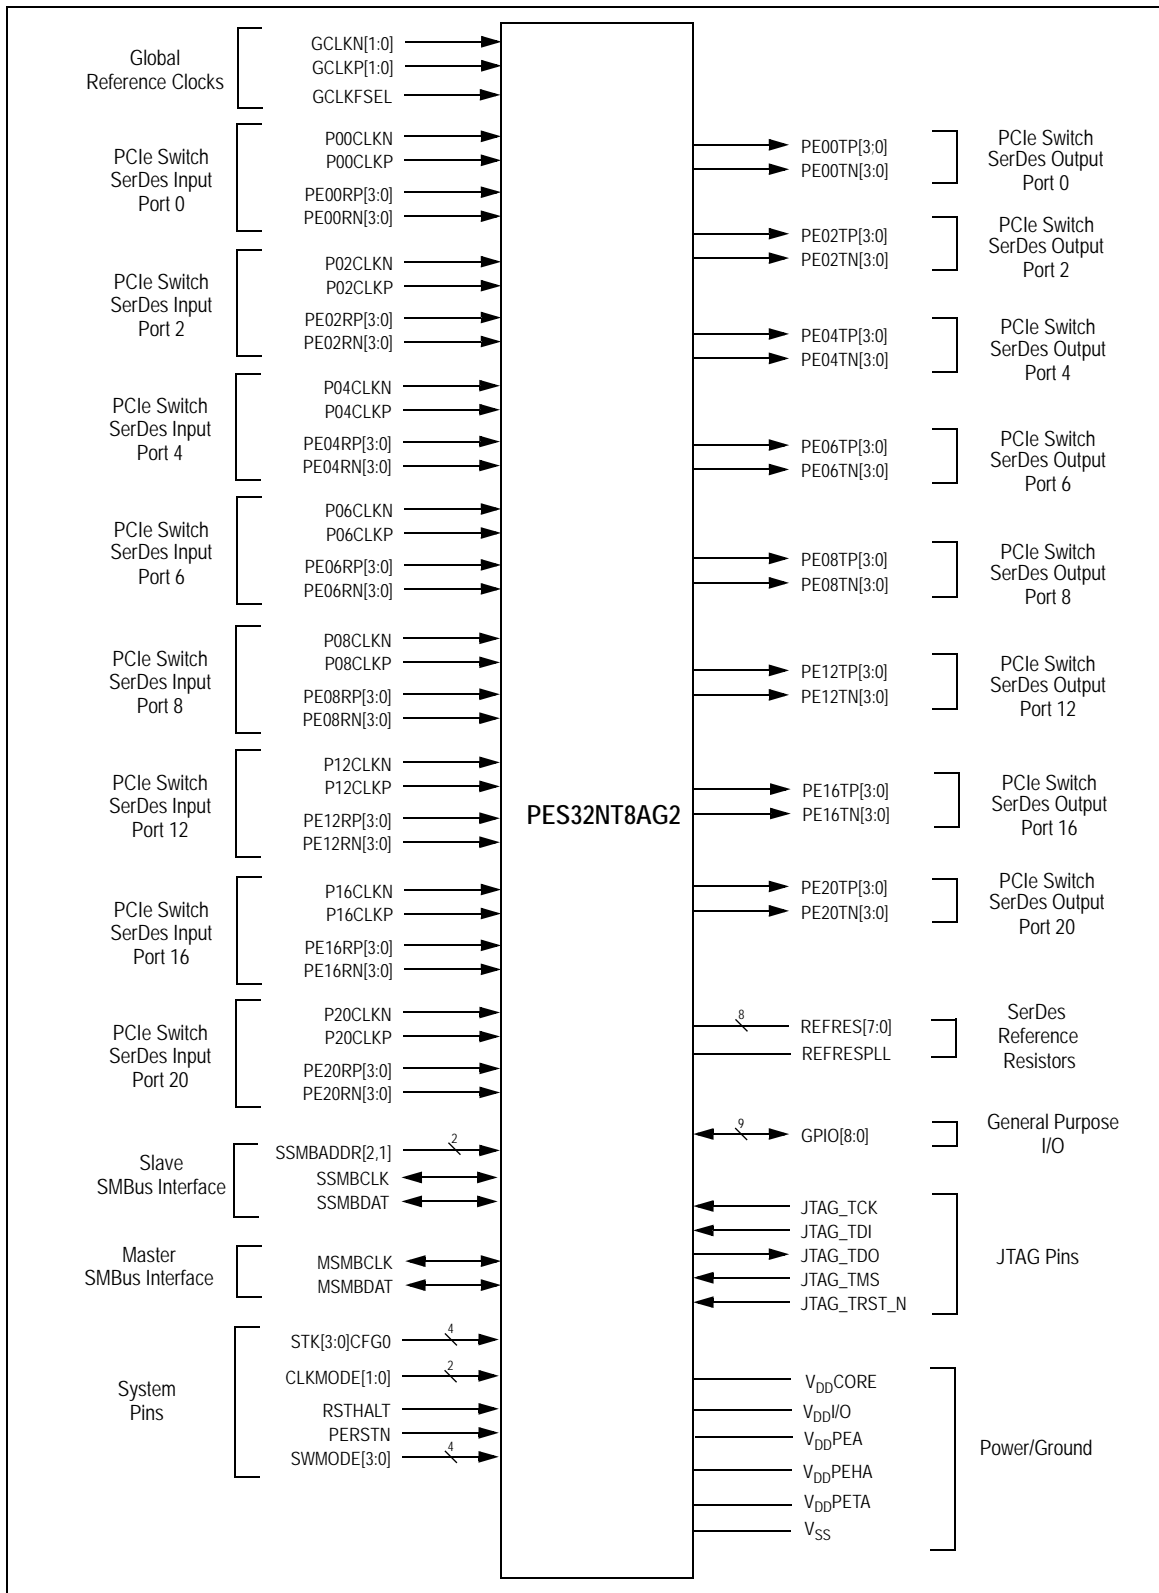 Global
Reference Clocks
GCLKN[1:0]
GCLKP[1:0]
GCLKFSEL
PCIe Switch
SerDes Input
Port 0
P00CLKN
P00CLKP
PE00RP[3:0]
PE00RN[3:0]
PCIe Switch
SerDes Input
Port 2
P02CLKN
P02CLKP
PE02RP[3:0]
PE02RN[3:0]
PCIe Switch
SerDes Input
Port 4
P04CLKN
P04CLKP
PE04RP[3:0]
PE04RN[3:0]
PCIe Switch
SerDes Input
Port 6
P06CLKN
P06CLKP
PE06RP[3:0]
PE06RN[3:0]
PCIe Switch
SerDes Input
Port 8
P08CLKN
P08CLKP
PE08RP[3:0]
PE08RN[3:0]
PCIe Switch
SerDes Input
Port 12
P12CLKN
P12CLKP
PE12RP[3:0]
PE12RN[3:0]
PCIe Switch
SerDes Input
Port 16
P16CLKN
P16CLKP
PE16RP[3:0]
PE16RN[3:0]
PCIe Switch
SerDes Input
Port 20
P20CLKN
P20CLKP
PE20RP[3:0]
PE20RN[3:0]
Slave
SMBus Interface
SSMBADDR[2,1]
2
SSMBCLK
SSMBDAT
Master
SMBus Interface
MSMBCLK
MSMBDAT
System
Pins
STK[3:0]CFG0
4
CLKMODE[1:0]
2
RSTHALT
PERSTN
SWMODE[3:0]
4
PES32NT8AG2
PE00TP[3;0]
PE00TN[3:0]
PCIe Switch
SerDes Output
Port 0
PE02TP[3:0]
PE02TN[3:0]
PCIe Switch
SerDes Output
Port 2
PE04TP[3:0]
PE04TN[3:0]
PCIe Switch
SerDes Output
Port 4
PE06TP[3:0]
PE06TN[3:0]
PCIe Switch
SerDes Output
Port 6
PE08TP[3:0]
PE08TN[3:0]
PCIe Switch
SerDes Output
Port 8
PE12TP[3:0]
PE12TN[3:0]
PCIe Switch
SerDes Output
Port 12
PE16TP[3:0]
PE16TN[3:0]
PCIe Switch
SerDes Output
Port 16
PE20TP[3:0]
PE20TN[3:0]
PCIe Switch
SerDes Output
Port 20
8
REFRES[7:0]
REFRESPLL
SerDes
Reference
Resistors
9
GPIO[8:0]
General Purpose
I/O
JTAG_TCK
JTAG_TDI
JTAG_TDO
JTAG_TMS
JTAG_TRST_N
JTAG Pins
VDDCORE
VDDI/O
VDDPEA
VDDPEHA
VDDPETA
VSS
Power/Ground